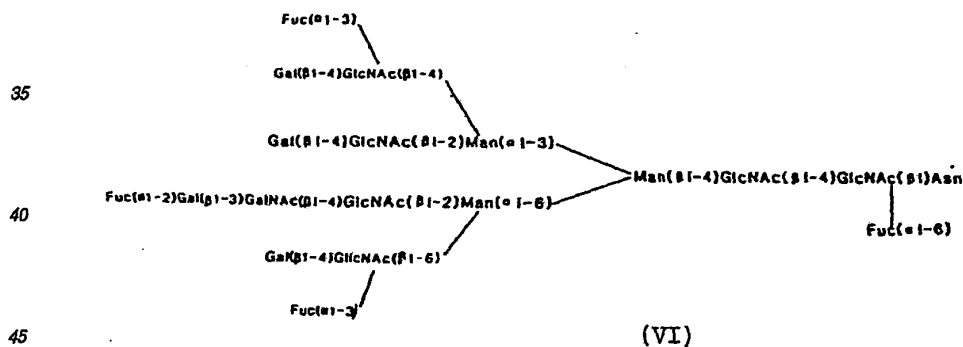 Fuc(α1-3)
35
Gal(β1-4)GlcNAc(β1-4)
Gal(β1-4)GlcNAc(β1-2)Man(α1-3)
Man(β1-4)GlcNAc(β1-4)GlcNAc(β1)Asn
40
Fuc(α1-2)Gal(β1-3)GalNAc(β1-4)GlcNAc(β1-2)Man(α1-6)
Fuc(α1-6)
Gal(β1-4)GlcNAc(β1-6)
Fuc(α1-3)
45
(VI)